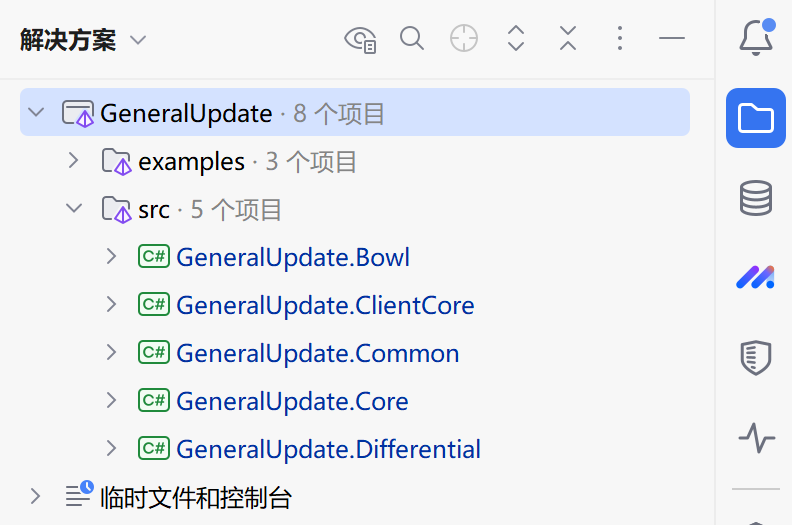 解决方案
GeneralUpdate · 8 个项目
examples · 3 个项目
src · 5 个项目
C# GeneralUpdate.Bowl
C# GeneralUpdate.ClientCore
C# GeneralUpdate.Common
C# GeneralUpdate.Core
C# GeneralUpdate.Differential
临时文件和控制台